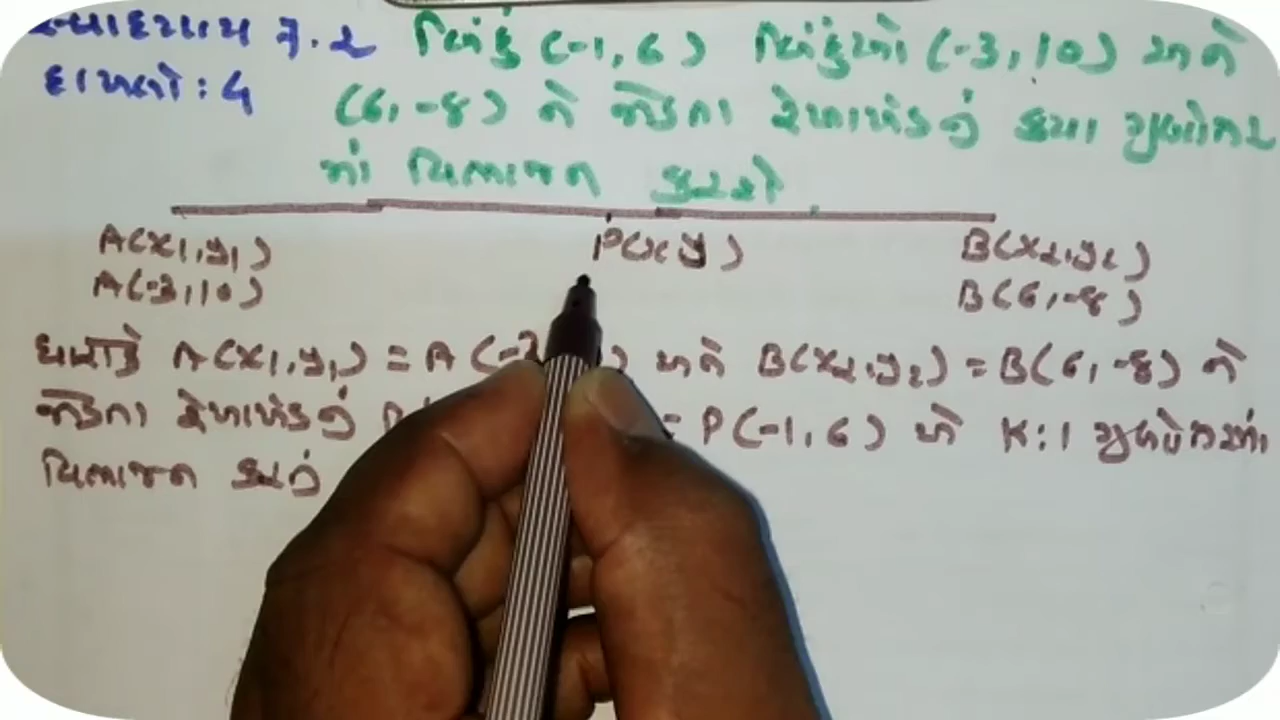 સ્વાધ્યાય 7.2 બિંદુ (-1, 6) બિંદુઓ (-3, 10) અને
દાખલો : 4 (6, -8) ને જોડતા રેખાખંડનું કયા ગુણોત્તર
માં વિભાજન કરશે
A(x1, y1) P(x, y) B(x2, y2)
A(-3, 10) B(6, -8)
ધારોકે A(x1, y1) = A (-3 ) અને B(x2, y2) = B(6, -8) ને
જોડતા રેખાખંડનું = P(-1, 6) એ K:1 ગુણોત્તરમાં
વિભાજન કરતું